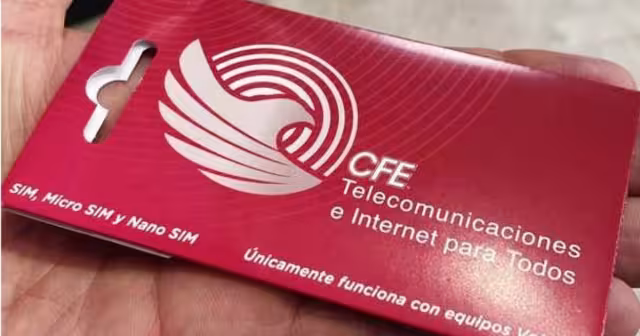 CFE
Telecomunicaciones
e Internet para Todos
SIM, Micro SIM y Nano SIM
Únicamente funciona con equipos